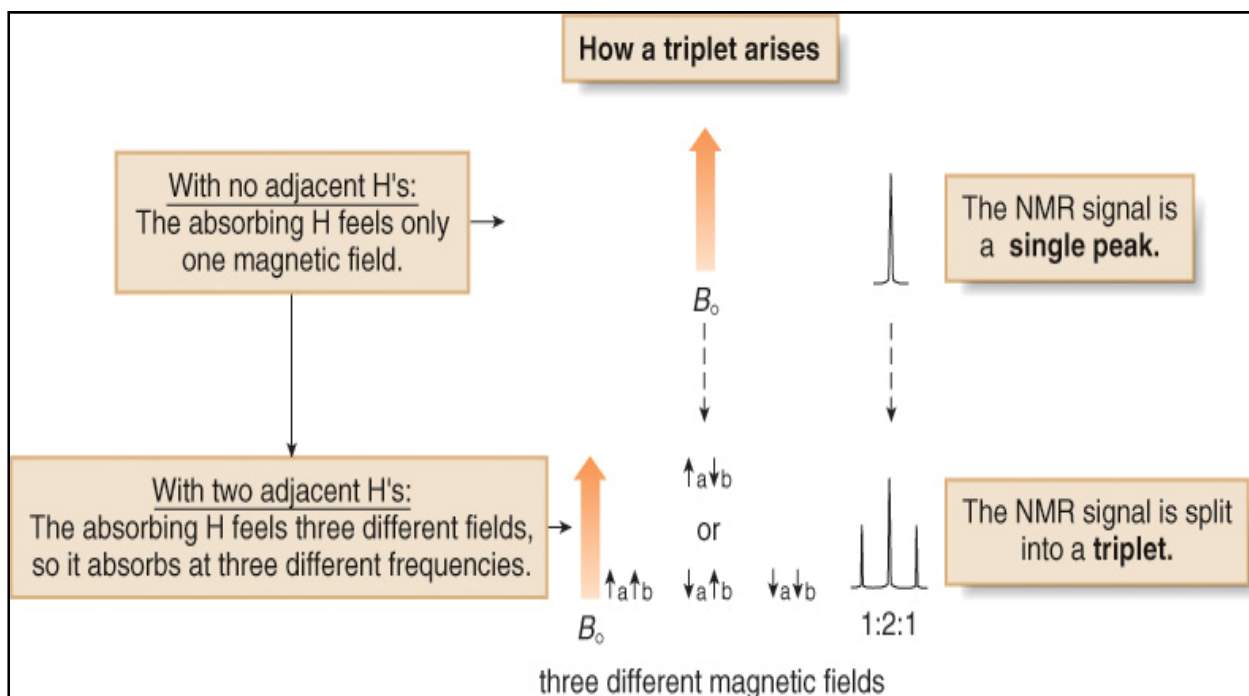 How a triplet arises
With no adjacent H's:
The absorbing H feels only
one magnetic field.
B₀
The NMR signal is
a single peak.
With two adjacent H's:
The absorbing H feels three different fields,
so it absorbs at three different frequencies.
B₀
↑a↓b
or
↑a↑b ↓a↑b ↓a↓b
1:2:1
The NMR signal is split
into a triplet.
three different magnetic fields